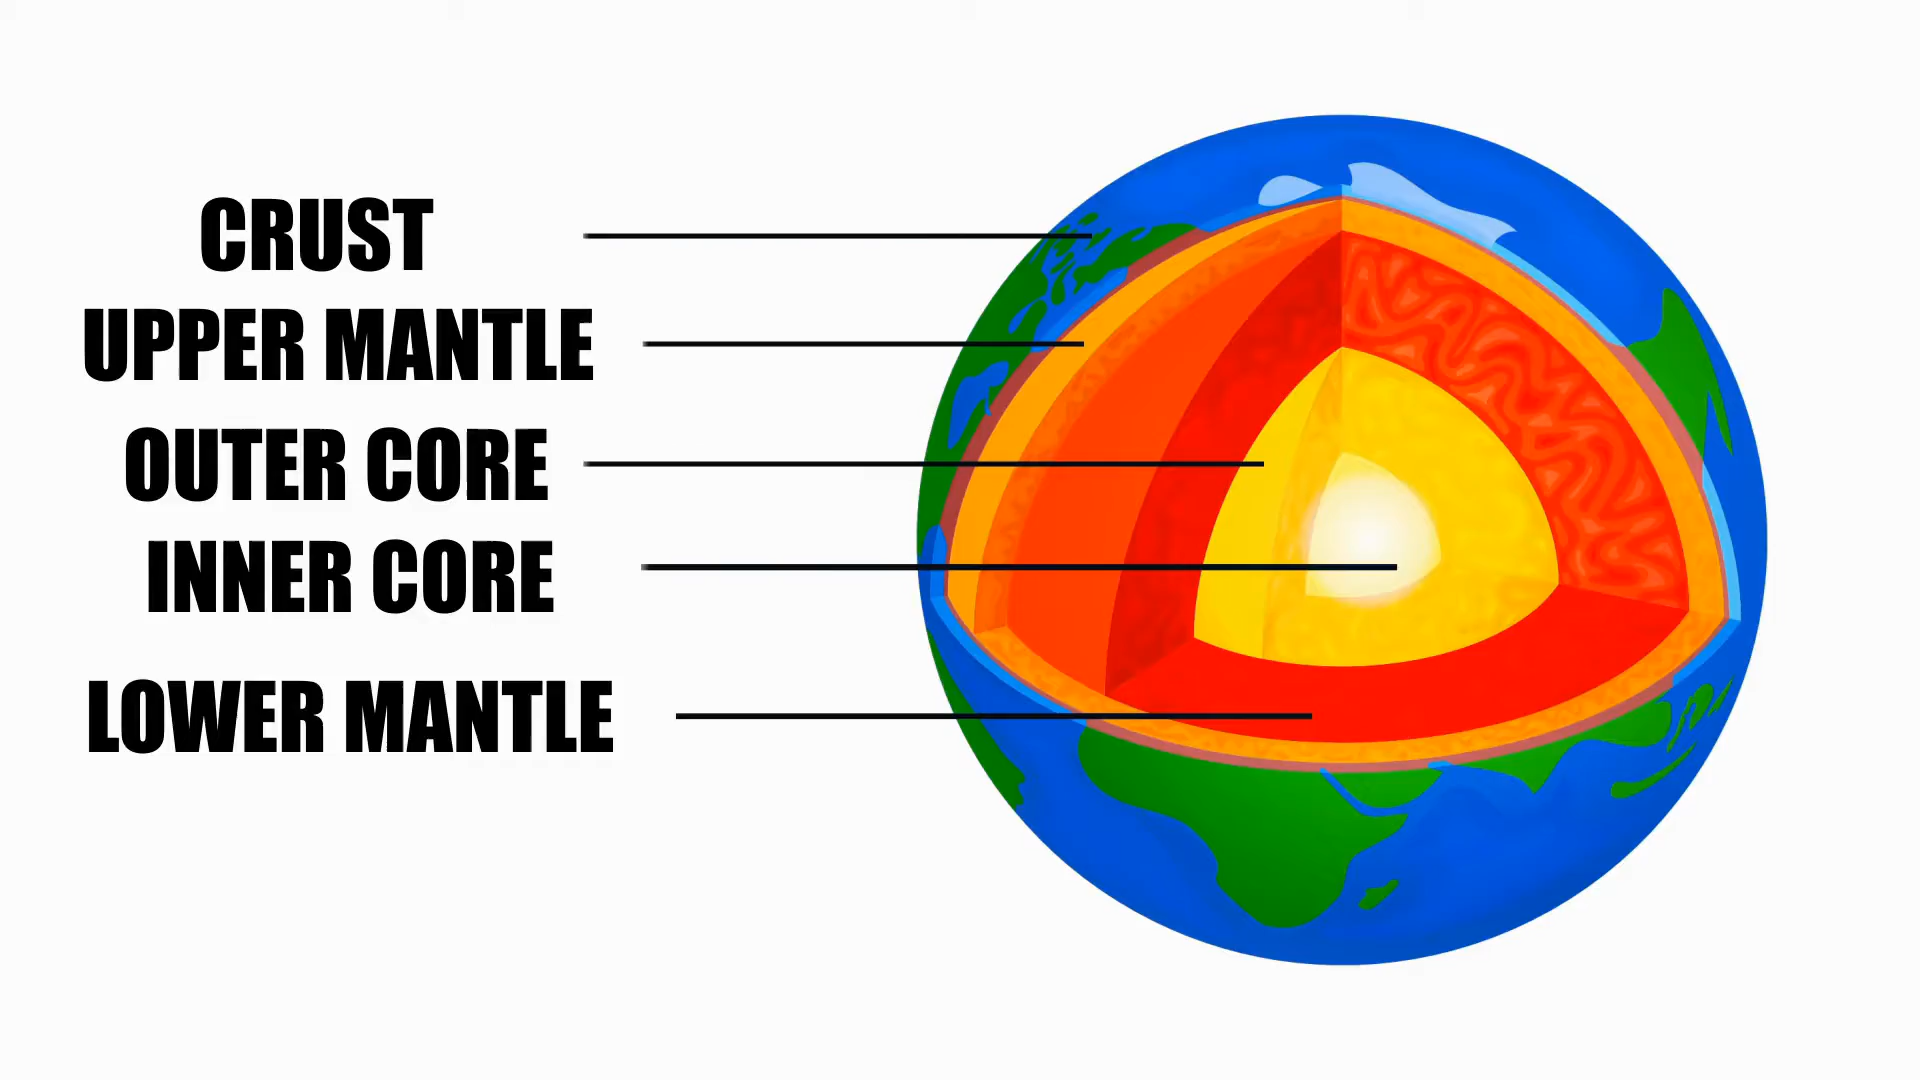 CRUST
UPPER MANTLE
OUTER CORE
INNER CORE
LOWER MANTLE